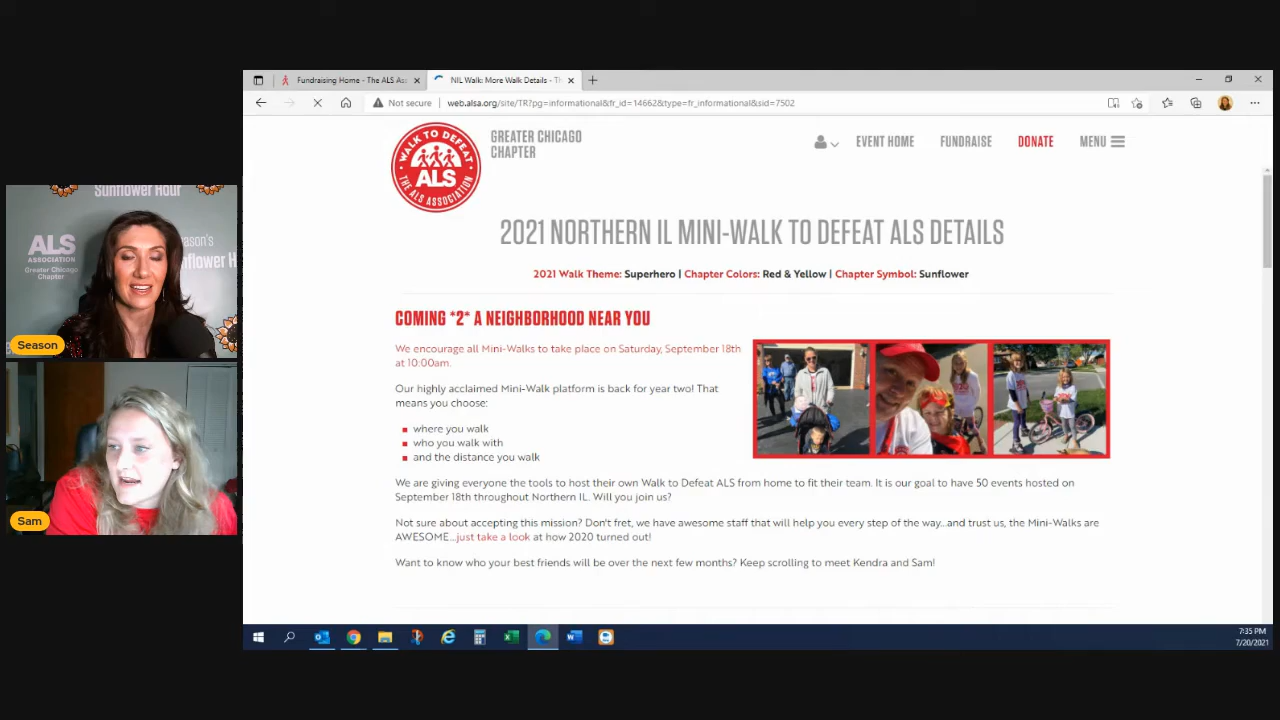 Fundraising Home - The ALS As
NIL Walk: More Walk Details - T
Not secure
web.alsa.org/site/TR?pg=informational&fr_id=14662&type=fr_informational&sid=7502
WALK TO DEFEAT
ALS
THE ALS ASSOCIATION
GREATER CHICAGO
CHAPTER
EVENT HOME
FUNDRAISE
DONATE
MENU
2021 NORTHERN IL MINI-WALK TO DEFEAT ALS DETAILS
2021 Walk Theme: Superhero | Chapter Colors: Red & Yellow | Chapter Symbol: Sunflower
COMING *2* A NEIGHBORHOOD NEAR YOU
We encourage all Mini-Walks to take place on Saturday, September 18th
at 10:00am.
Our highly acclaimed Mini-Walk platform is back for year two! That
means you choose:
where you walk
who you walk with
and the distance you walk
We are giving everyone the tools to host their own Walk to Defeat ALS from home to fit their team. It is our goal to have 50 events hosted on
September 18th throughout Northern IL. Will you join us?
Not sure about accepting this mission? Don't fret, we have awesome staff that will help you every step of the way...and trust us, the Mini-Walks are
AWESOME...just take a look at how 2020 turned out!
Want to know who your best friends will be over the next few months? Keep scrolling to meet Kendra and Sam!
Sunflower Hour
ALS
ASSOCIATION
Greater Chicago
Chapter
ason's
nflower H
Season
Sam
7:35 PM
7/20/2021